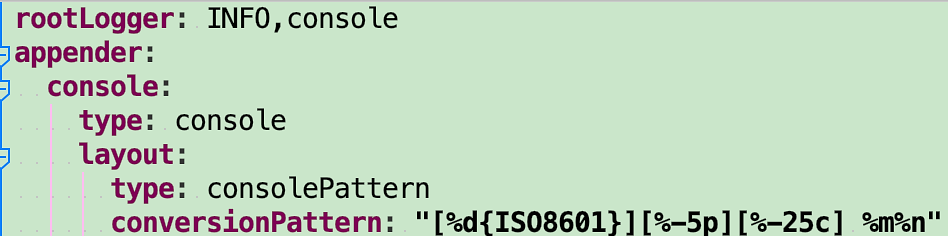 rootLogger: INFO,console
appender:
  console:
    type: console
    layout:
      type: consolePattern
      conversionPattern: "[%d{ISO8601}][%-5p][%-25c] %m%n"